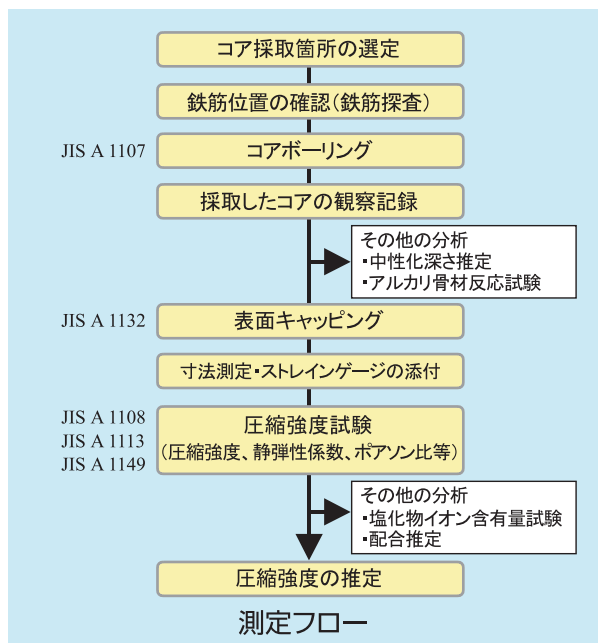 コア採取箇所の選定
鉄筋位置の確認(鉄筋探査)
JIS A 1107
コアボーリング
採取したコアの観察記録
その他の分析
・中性化深さ推定
・アルカリ骨材反応試験
JIS A 1132
表面キャッピング
寸法測定・ストレインゲージの添付
JIS A 1108
JIS A 1113
JIS A 1149
圧縮強度試験
(圧縮強度、静弾性係数、ポアソン比等)
その他の分析
・塩化物イオン含有量試験
・配合推定
圧縮強度の推定
測定フロー